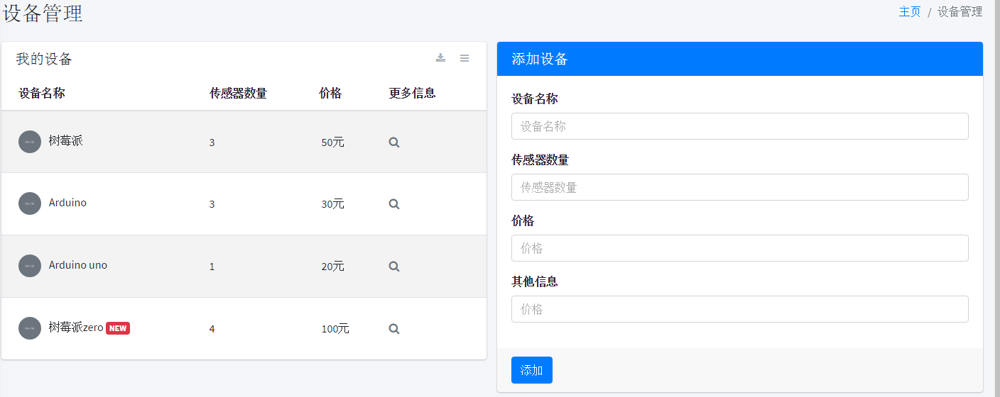 设备管理
主页 / 设备管理
我的设备
设备名称 传感器数量 价格 更多信息
树莓派 3 50元
Arduino 3 30元
Arduino uno 1 20元
树莓派zero NEW 4 100元
添加设备
设备名称
设备名称
传感器数量
传感器数量
价格
价格
其他信息
价格
添加